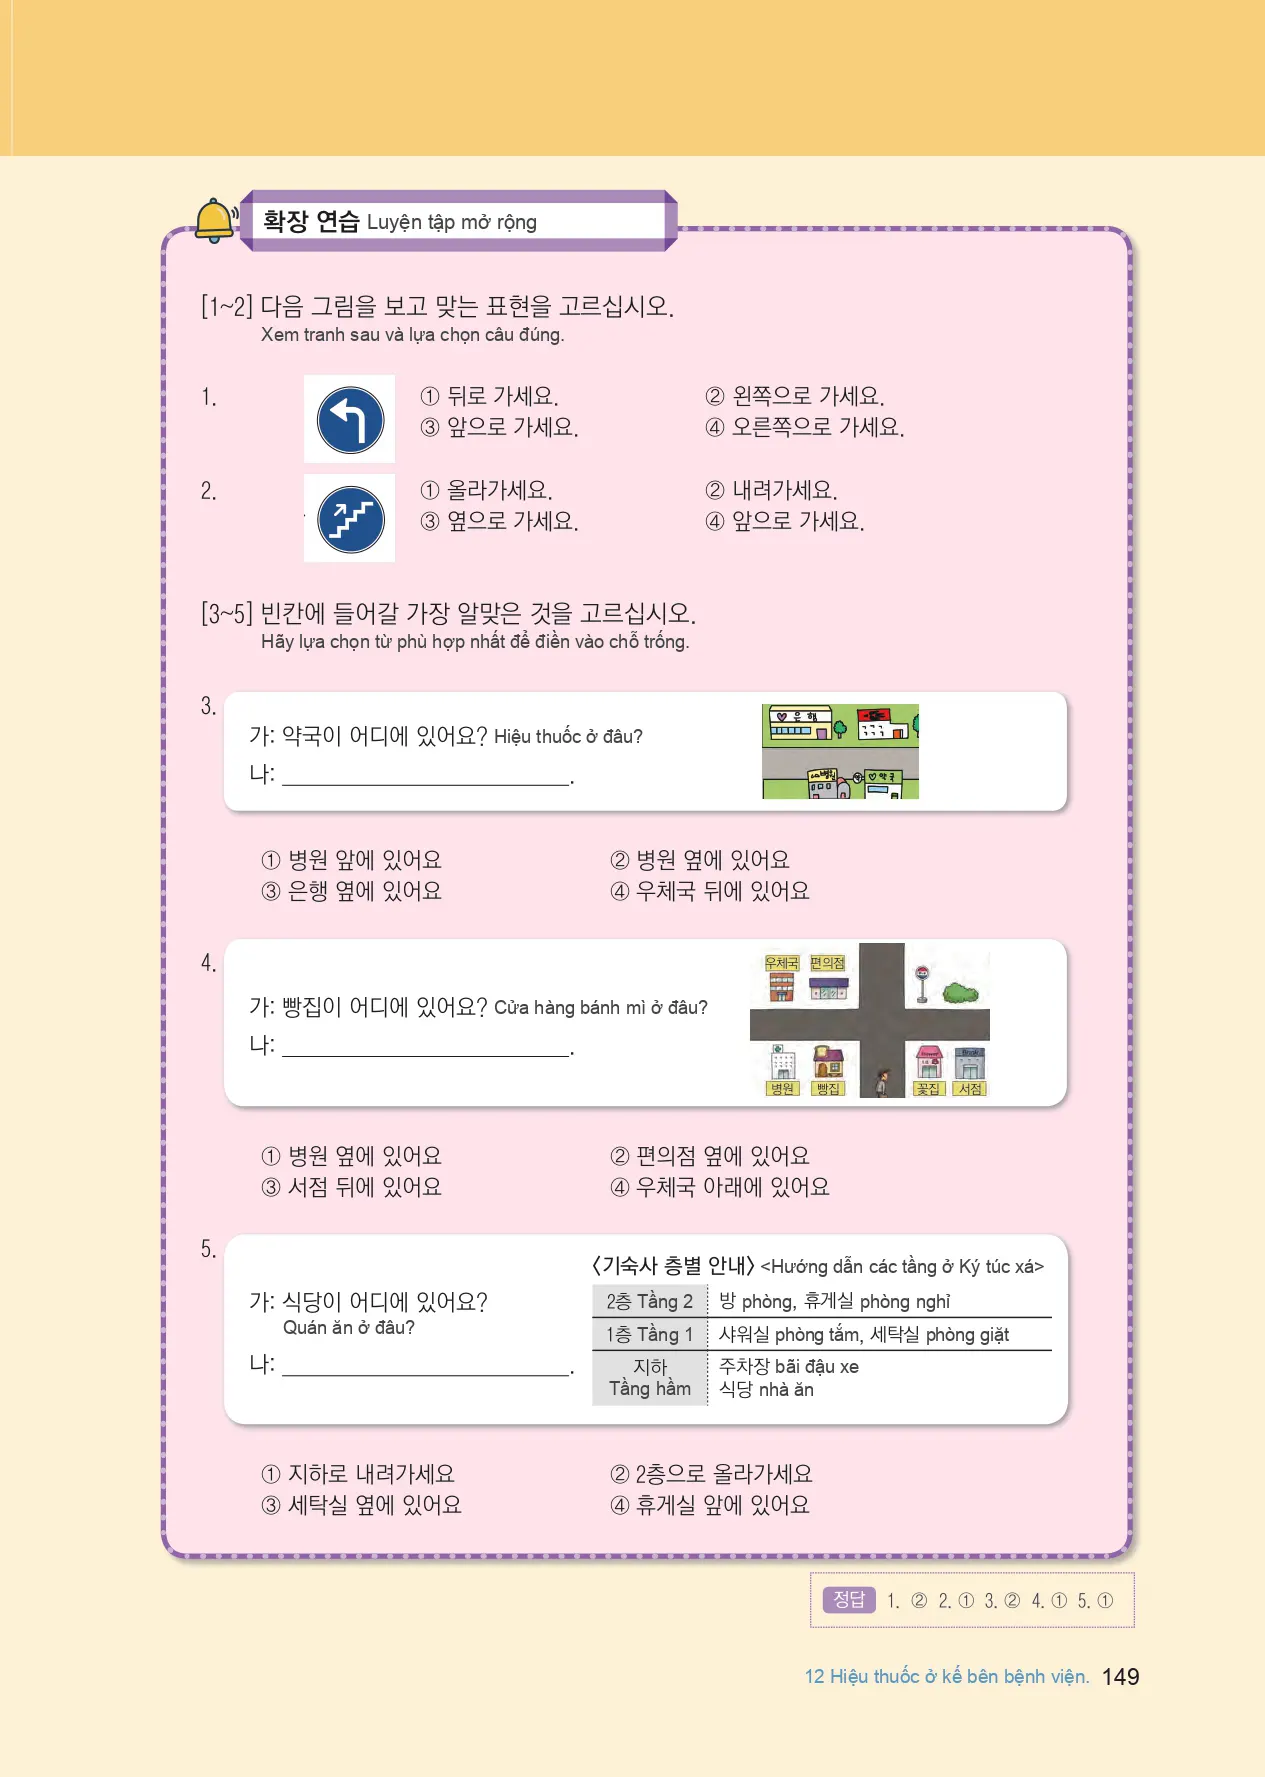 확장 연습 Luyện tập mở rộng
[1~2] 다음 그림을 보고 맞는 표현을 고르십시오.
Xem tranh sau và lựa chọn câu đúng.
1.
① 뒤로 가세요. ② 왼쪽으로 가세요.
③ 앞으로 가세요. ④ 오른쪽으로 가세요.
2.
① 올라가세요. ② 내려가세요.
③ 옆으로 가세요. ④ 앞으로 가세요.
[3~5] 빈칸에 들어갈 가장 알맞은 것을 고르십시오.
Hãy lựa chọn từ phù hợp nhất để điền vào chỗ trống.
3.
가: 약국이 어디에 있어요? Hiệu thuốc ở đâu?
나: ______________________.
은행
병원 약국
① 병원 앞에 있어요 ② 병원 옆에 있어요
③ 은행 옆에 있어요 ④ 우체국 뒤에 있어요
4.
가: 빵집이 어디에 있어요? Cửa hàng bánh mì ở đâu?
나: ______________________.
우체국 편의점
병원 빵집 꽃집 서점
① 병원 옆에 있어요 ② 편의점 옆에 있어요
③ 서점 뒤에 있어요 ④ 우체국 아래에 있어요
5.
가: 식당이 어디에 있어요?
Quán ăn ở đâu?
나: ______________________.
〈기숙사 층별 안내〉 <Hướng dẫn các tầng ở Ký túc xá>
2층 Tầng 2 방 phòng, 휴게실 phòng nghỉ
1층 Tầng 1 샤워실 phòng tắm, 세탁실 phòng giặt
지하 주차장 bãi đậu xe
Tầng hầm 식당 nhà ăn
① 지하로 내려가세요 ② 2층으로 올라가세요
③ 세탁실 옆에 있어요 ④ 휴게실 앞에 있어요
정답 1. ② 2. ① 3. ② 4. ① 5. ①
12 Hiệu thuốc ở kế bên bệnh viện. 149